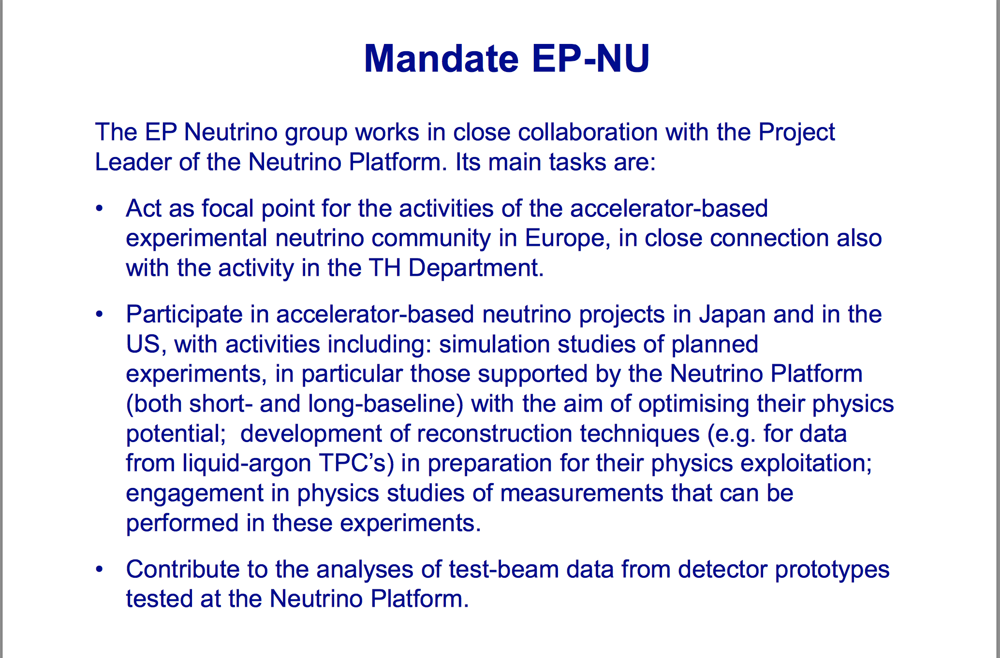 Mandate EP-NU
The EP Neutrino group works in close collaboration with the Project
Leader of the Neutrino Platform. Its main tasks are:
• Act as focal point for the activities of the accelerator-based
experimental neutrino community in Europe, in close connection also
with the activity in the TH Department.
• Participate in accelerator-based neutrino projects in Japan and in the
US, with activities including: simulation studies of planned
experiments, in particular those supported by the Neutrino Platform
(both short- and long-baseline) with the aim of optimising their physics
potential;  development of reconstruction techniques (e.g. for data
from liquid-argon TPC’s) in preparation for their physics exploitation;
engagement in physics studies of measurements that can be
performed in these experiments.
• Contribute to the analyses of test-beam data from detector prototypes
tested at the Neutrino Platform.